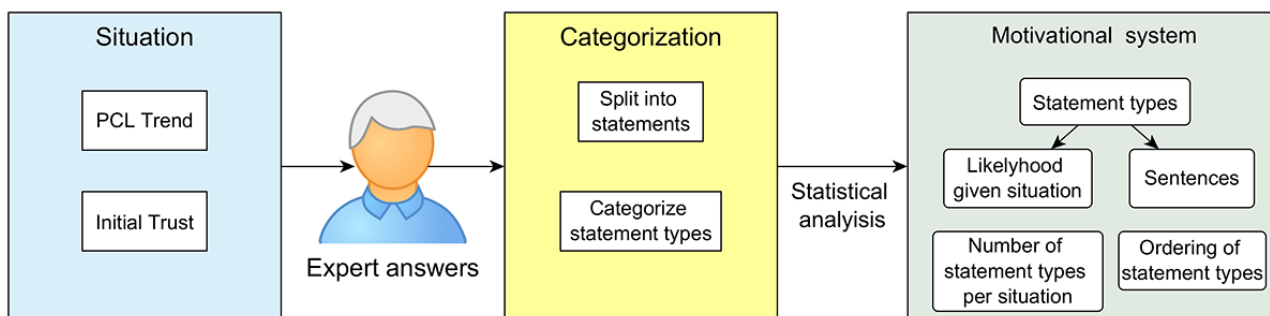 Situation
PCL Trend
Initial Trust
Expert answers
Categorization
Split into
statements
Categorize
statement types
Statistical
analyisis
Motivational system
Statement types
Likelyhood
given situation
Sentences
Number of
statement types
per situation
Ordering of
statement types